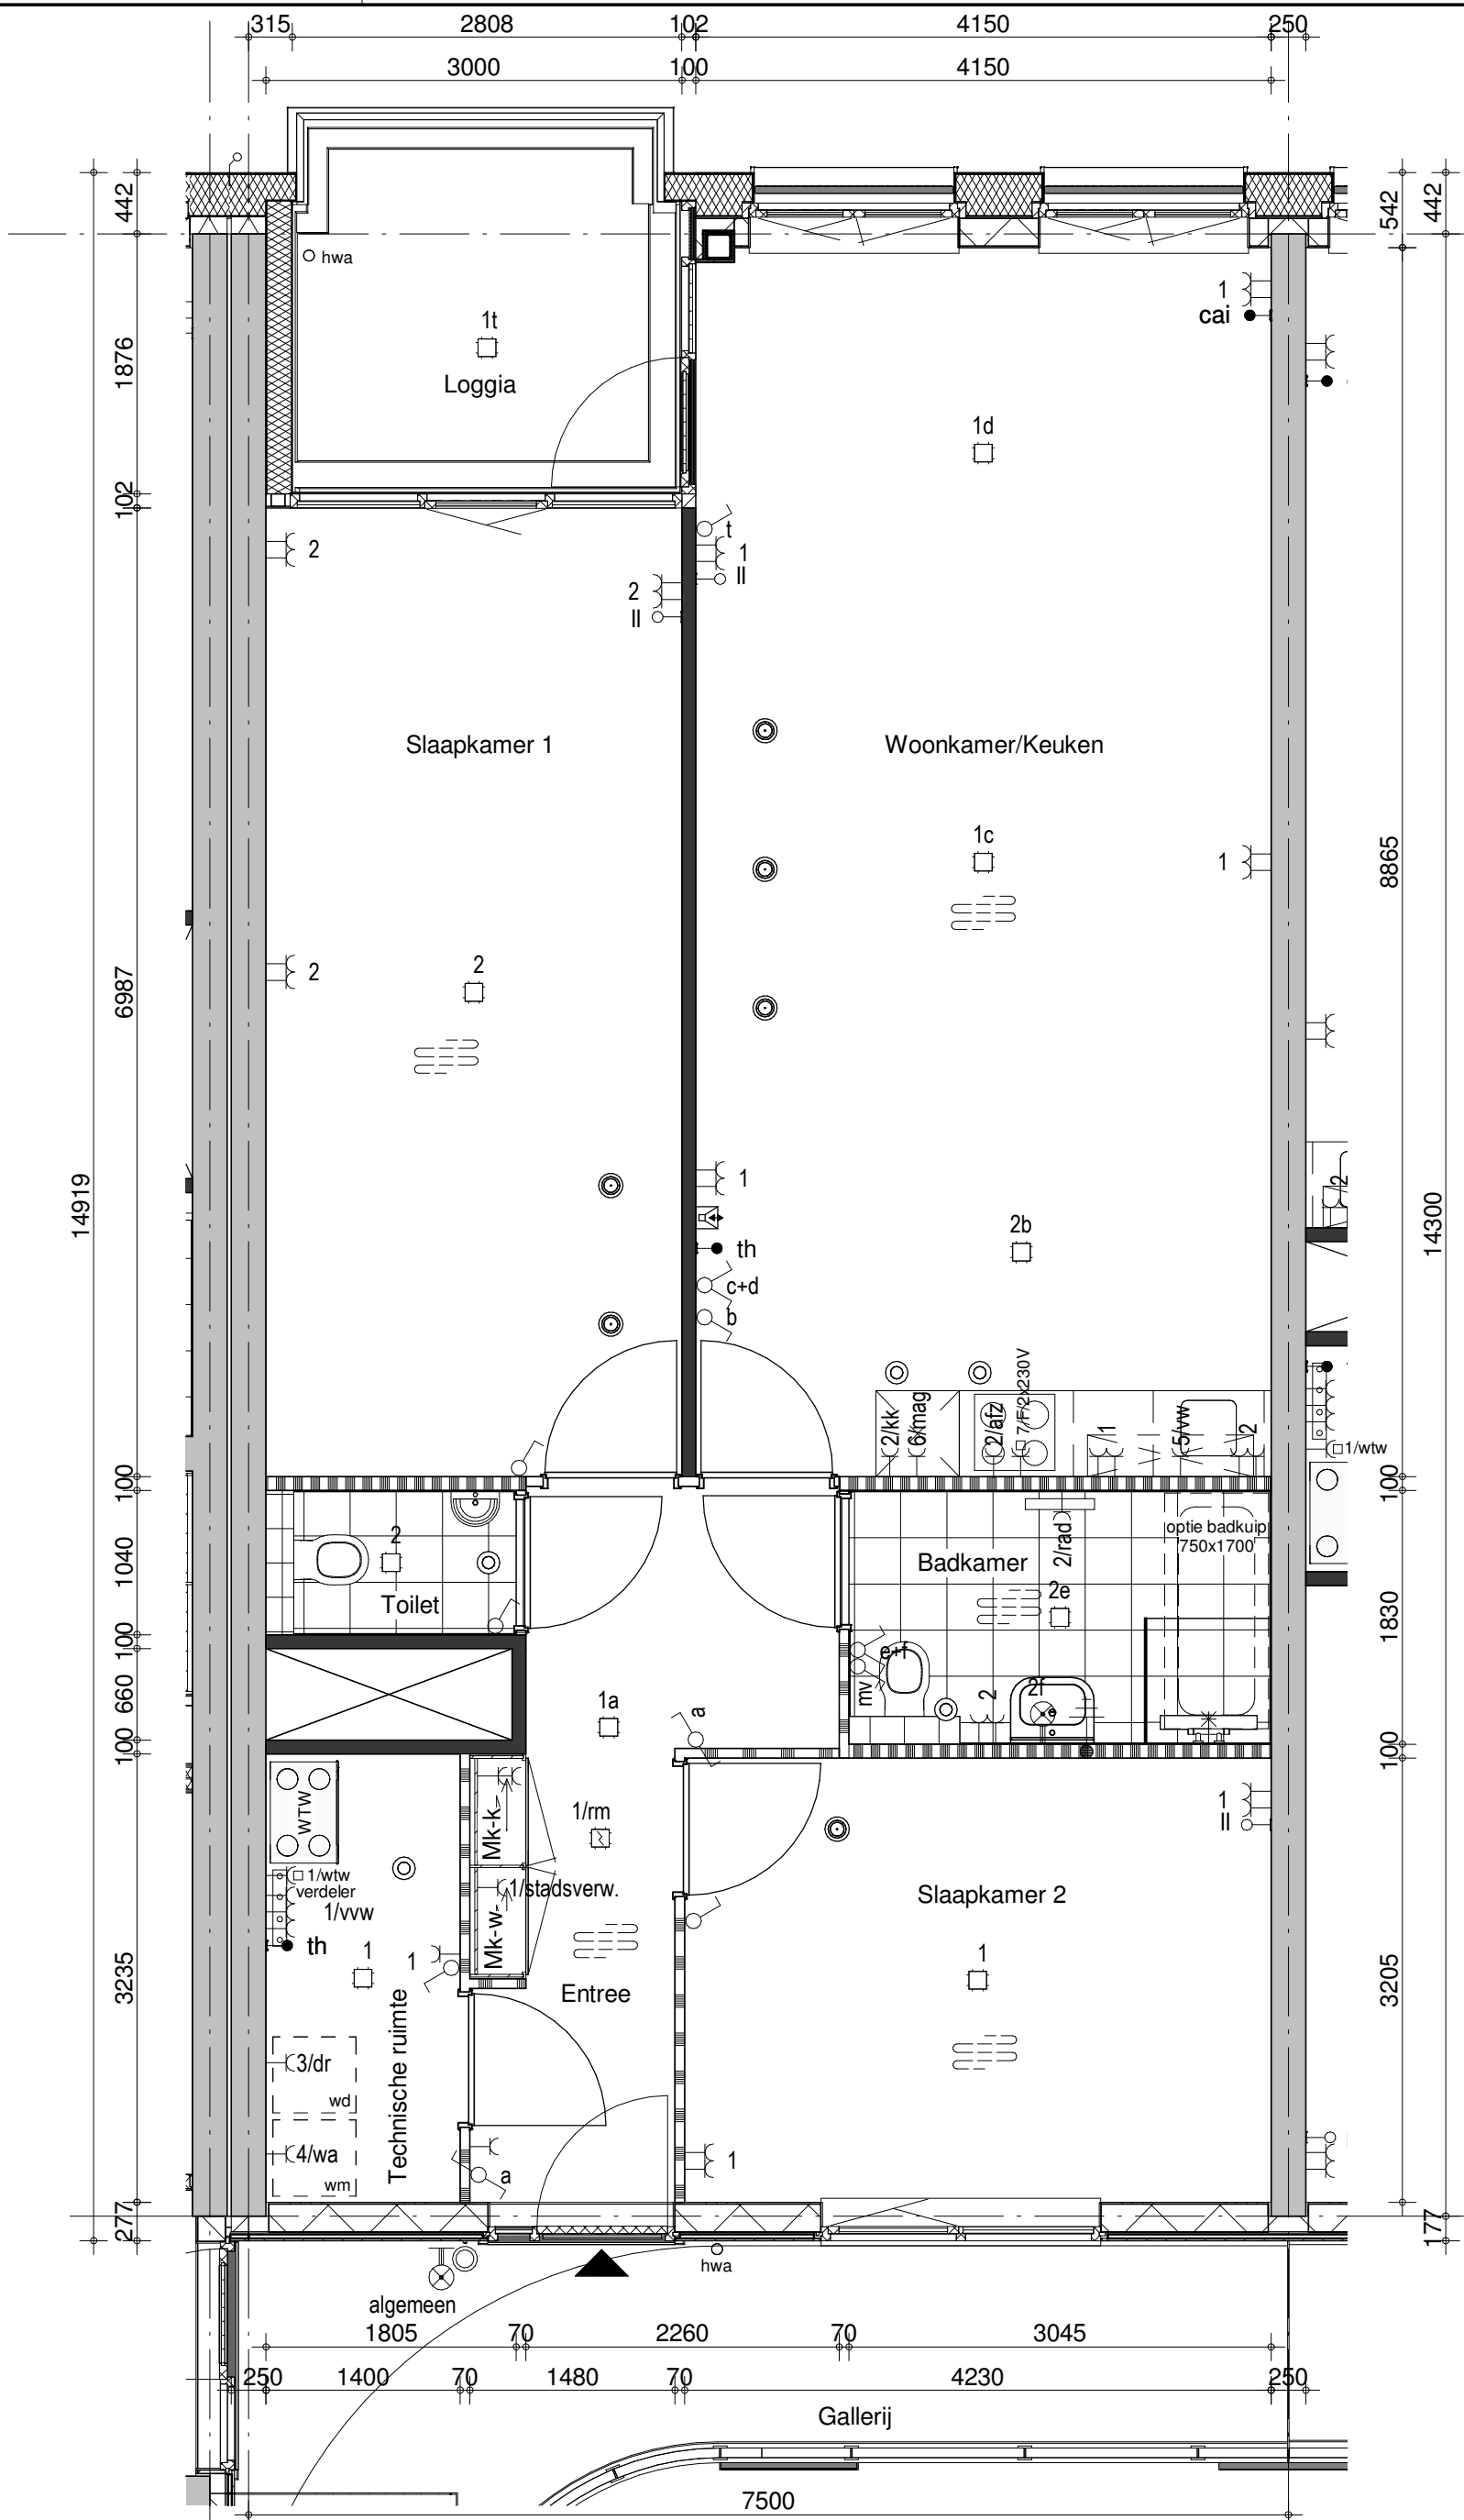 315 2808 102 4150 250
3000 100 4150
442
542
442
hwa
1
cai
1t
1876
Loggia
1d
102
t
2
1
ll
2
ll
Slaapkamer 1
Woonkamer/Keuken
1c
1
8865
2
2
6987
14919
1
2
2b
14300
th
c+d
b
2/kk
6/mag
2/afz
7/F/2x230V
1
5/vw
2
1/wtw
100
100
2
optie badkuip
750x1700
2/rad
Badkamer
1040
Toilet
2e
1830
100
e+f
660
mv
2
2f
1a
a
100
100
WTW
Mk-k
1/rm
1
ll
1/wtw
verdeler
1/vvw
1/stadsverw.
Slaapkamer 2
Mk-w
th
1
1
1
3235
Entree
3205
Technische ruimte
3/dr
wd
4/wa
wm
a
1
277
177
hwa
algemeen
1805 70 2260 70 3045
250 1400 70 1480 70 4230 250
Gallerij
7500